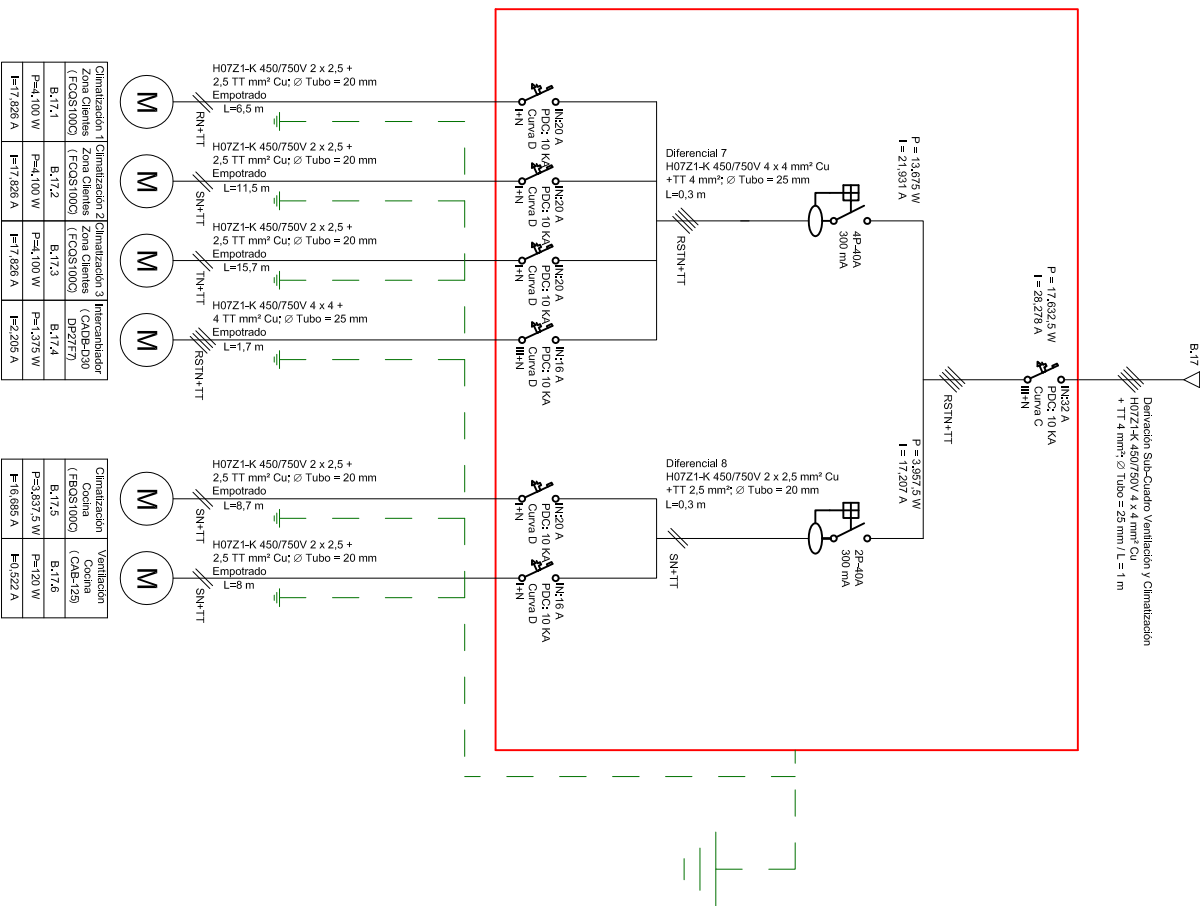 B.17
Derivación Sub-Cuadro Ventilación y Climatización
H07Z1-K 450/750V 4 x 4 mm² Cu
+ TT 4 mm²; Ø Tubo = 25 mm / L = 1 m
P = 17.632,5 W
I = 28,278 A
IN:32 A
PDC: 10 KA
Curva C
III+N
RSTN+TT
P = 13.675 W
I = 21,931 A
4P-40A
300 mA
Diferencial 7
H07Z1-K 450/750V 4 x 4 mm² Cu
+TT 4 mm²; Ø Tubo = 25 mm
L=0,3 m
RSTN+TT
P = 3.957,5 W
I = 17,207 A
2P-40A
300 mA
Diferencial 8
H07Z1-K 450/750V 2 x 2,5 mm² Cu
+TT 2,5 mm²; Ø Tubo = 20 mm
L=0,3 m
SN+TT
IN:20 A
PDC: 10 KA
Curva D
I+N
H07Z1-K 450/750V 2 x 2,5 +
2,5 TT mm² Cu; Ø Tubo = 20 mm
Empotrado
L=6,5 m
RN+TT
M
Climatización 1
Zona Clientes
(FCQS100C)
B.17.1
P=4.100 W
I=17,826 A
IN:20 A
PDC: 10 KA
Curva D
I+N
H07Z1-K 450/750V 2 x 2,5 +
2,5 TT mm² Cu; Ø Tubo = 20 mm
Empotrado
L=11,5 m
SN+TT
M
Climatización 2
Zona Clientes
(FCQS100C)
B.17.2
P=4.100 W
I=17,826 A
IN:20 A
PDC: 10 KA
Curva D
I+N
H07Z1-K 450/750V 2 x 2,5 +
2,5 TT mm² Cu; Ø Tubo = 20 mm
Empotrado
L=15,7 m
TN+TT
M
Climatización 3
Zona Clientes
(FCQS100C)
B.17.3
P=4.100 W
I=17,826 A
IN:16 A
PDC: 10 KA
Curva D
III+N
H07Z1-K 450/750V 4 x 4 +
4 TT mm² Cu; Ø Tubo = 25 mm
Empotrado
L=1,7 m
RSTN+TT
M
Intercanbiador
(CADB-D30
DP27F7)
B.17.4
P=1.375 W
I=2,205 A
IN:20 A
PDC: 10 KA
Curva D
I+N
H07Z1-K 450/750V 2 x 2,5 +
2,5 TT mm² Cu; Ø Tubo = 20 mm
Empotrado
L=8,7 m
SN+TT
M
Climatización
Cocina
(FBQS100C)
B.17.5
P=3.837,5 W
I=16,685 A
IN:16 A
PDC: 10 KA
Curva D
I+N
H07Z1-K 450/750V 2 x 2,5 +
2,5 TT mm² Cu; Ø Tubo = 20 mm
Empotrado
L=8 m
SN+TT
M
Ventilación
Cocina
(CAB-125)
B.17.6
P=120 W
I=0,522 A